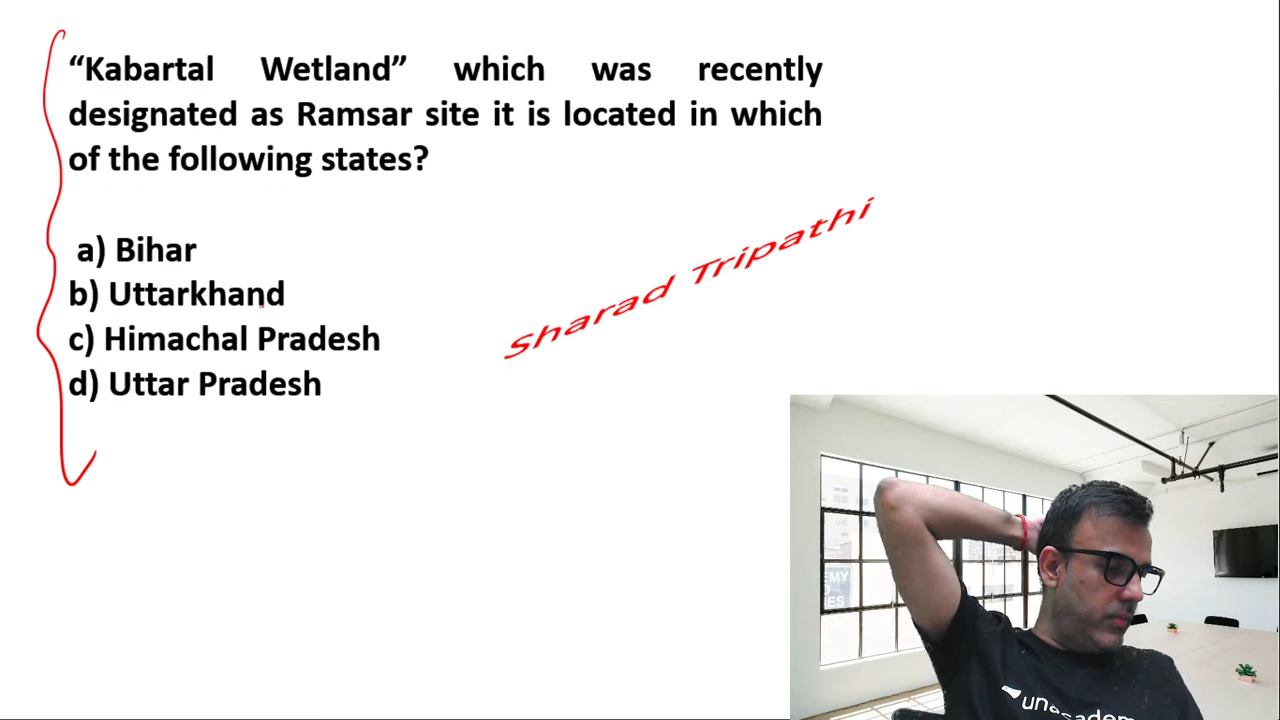 “Kabartal Wetland” which was recently
designated as Ramsar site it is located in which
of the following states?
a) Bihar
b) Uttarkhand
c) Himachal Pradesh
d) Uttar Pradesh
Sharad Tripathi